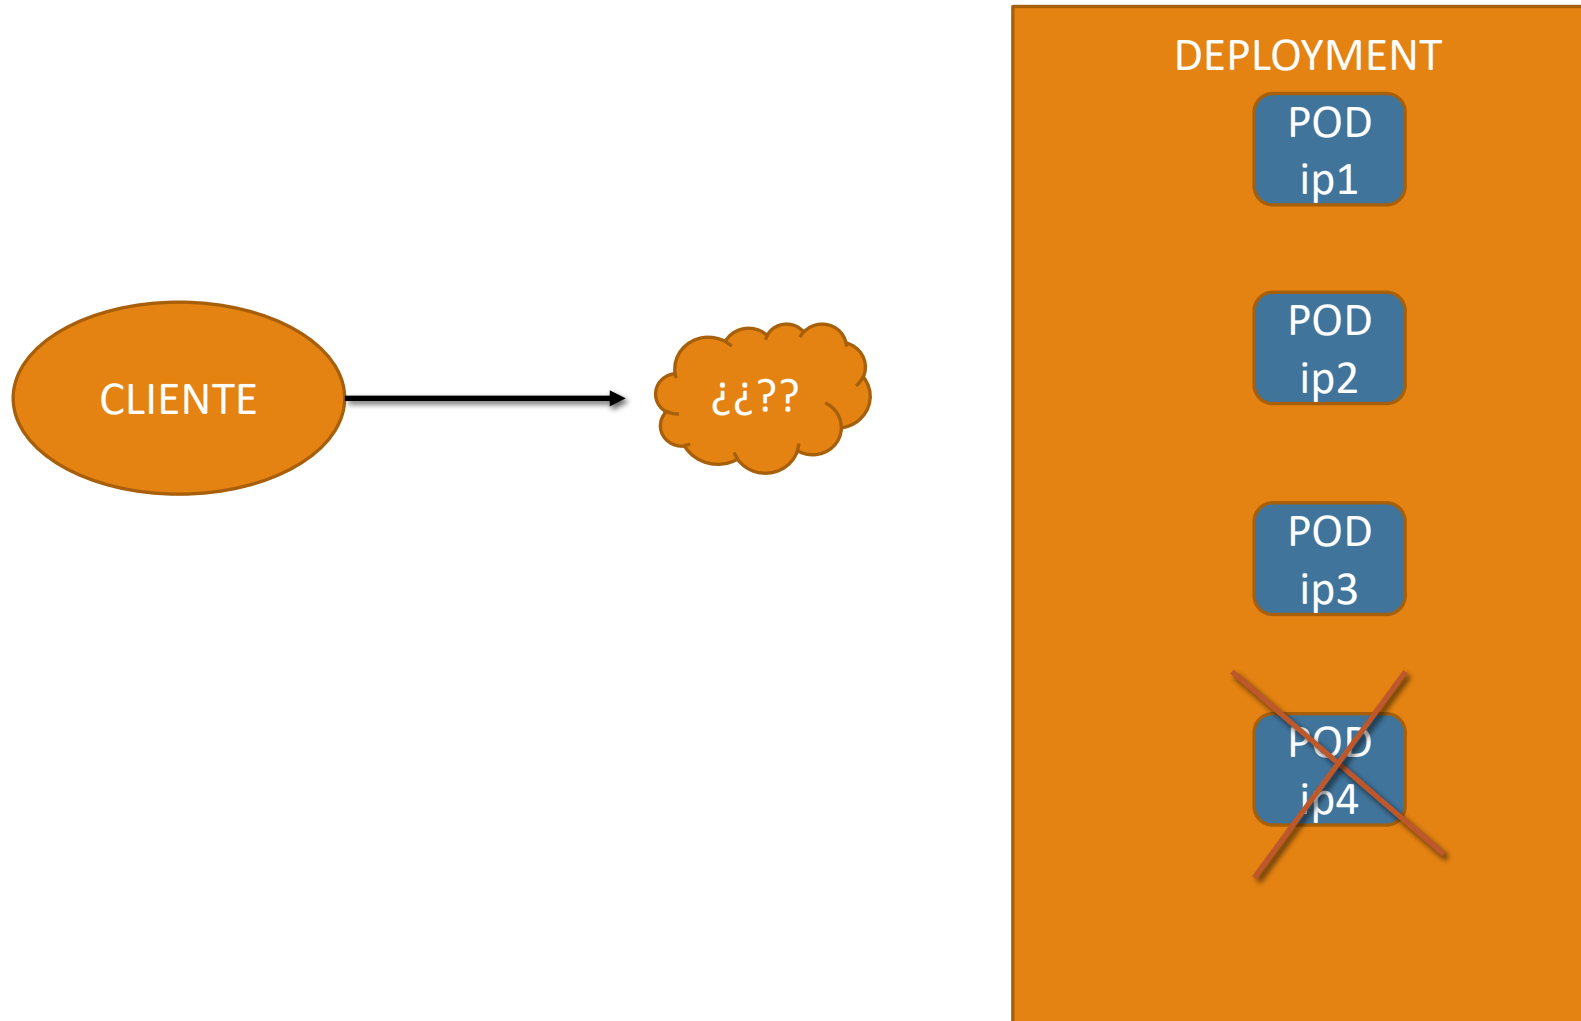 DEPLOYMENT
POD
ip1
POD
ip2
CLIENTE
¿¿??
POD
ip3
POD
ip4